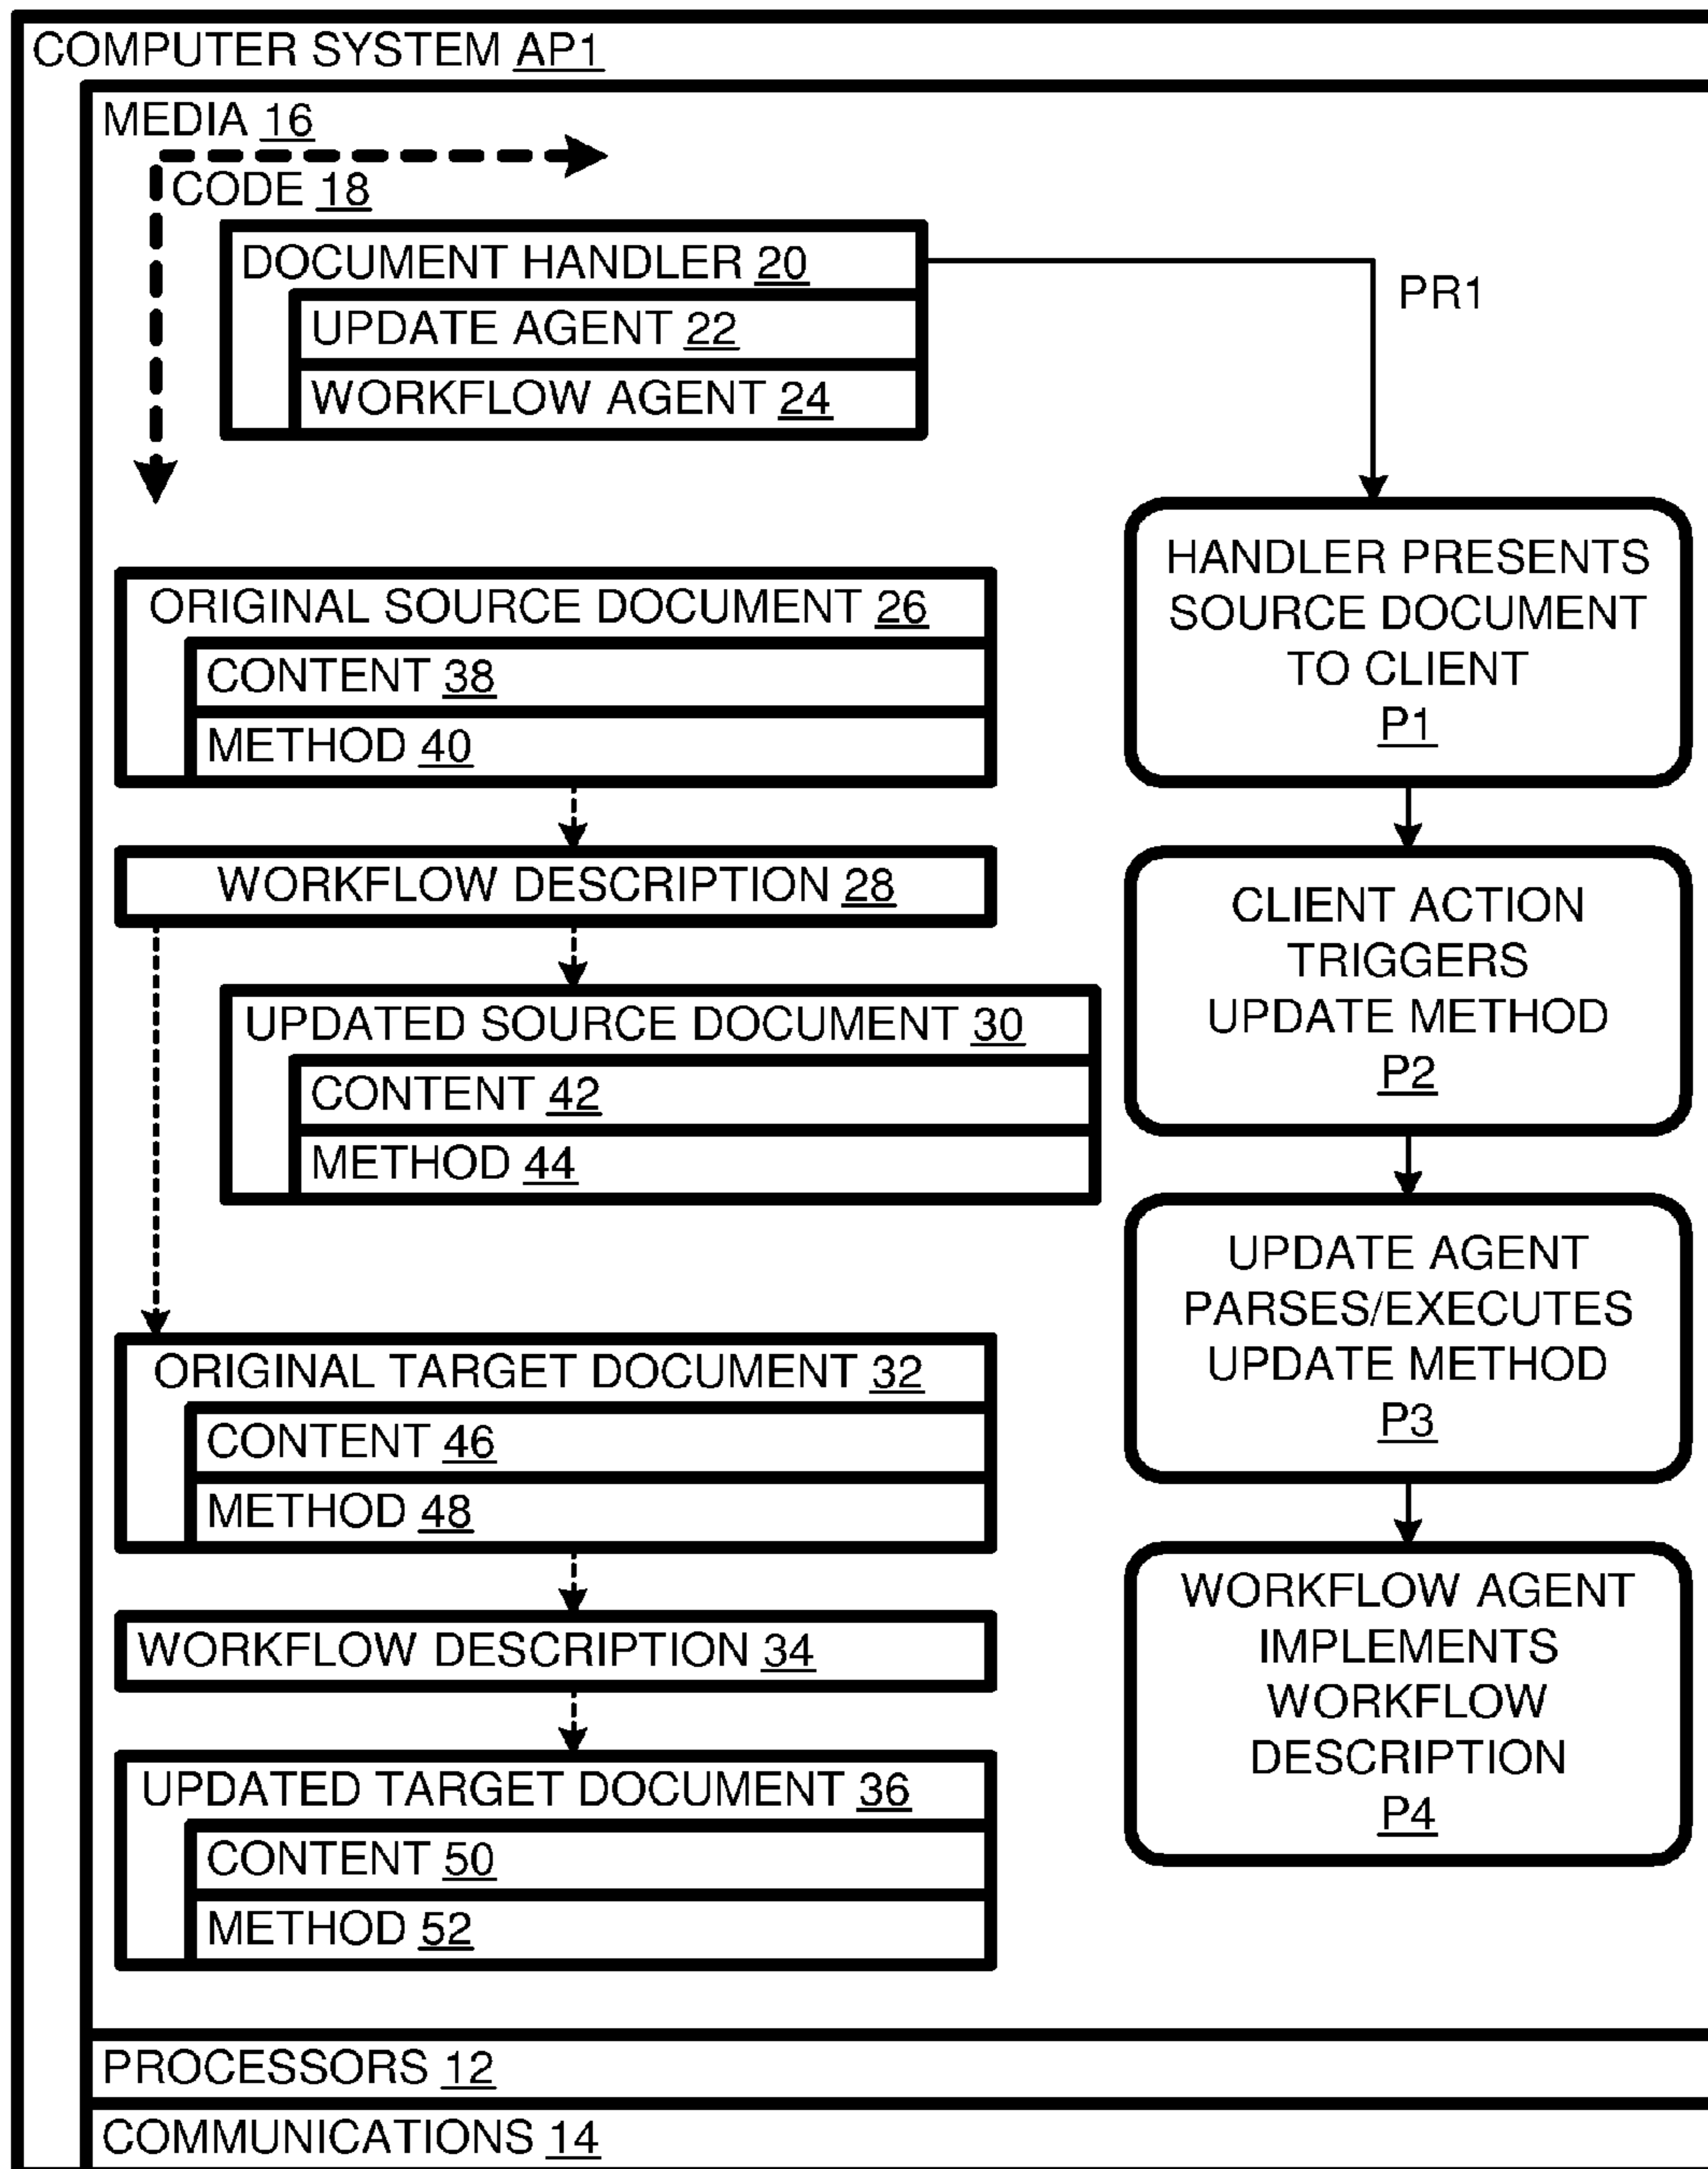 COMPUTER SYSTEM AP1
MEDIA 16
CODE 18
DOCUMENT HANDLER 20
UPDATE AGENT 22
WORKFLOW AGENT 24
PR1
ORIGINAL SOURCE DOCUMENT 26
CONTENT 38
METHOD 40
WORKFLOW DESCRIPTION 28
UPDATED SOURCE DOCUMENT 30
CONTENT 42
METHOD 44
ORIGINAL TARGET DOCUMENT 32
CONTENT 46
METHOD 48
WORKFLOW DESCRIPTION 34
UPDATED TARGET DOCUMENT 36
CONTENT 50
METHOD 52
HANDLER PRESENTS
SOURCE DOCUMENT
TO CLIENT
P1
CLIENT ACTION
TRIGGERS
UPDATE METHOD
P2
UPDATE AGENT
PARSES/EXECUTES
UPDATE METHOD
P3
WORKFLOW AGENT
IMPLEMENTS
WORKFLOW
DESCRIPTION
P4
PROCESSORS 12
COMMUNICATIONS 14